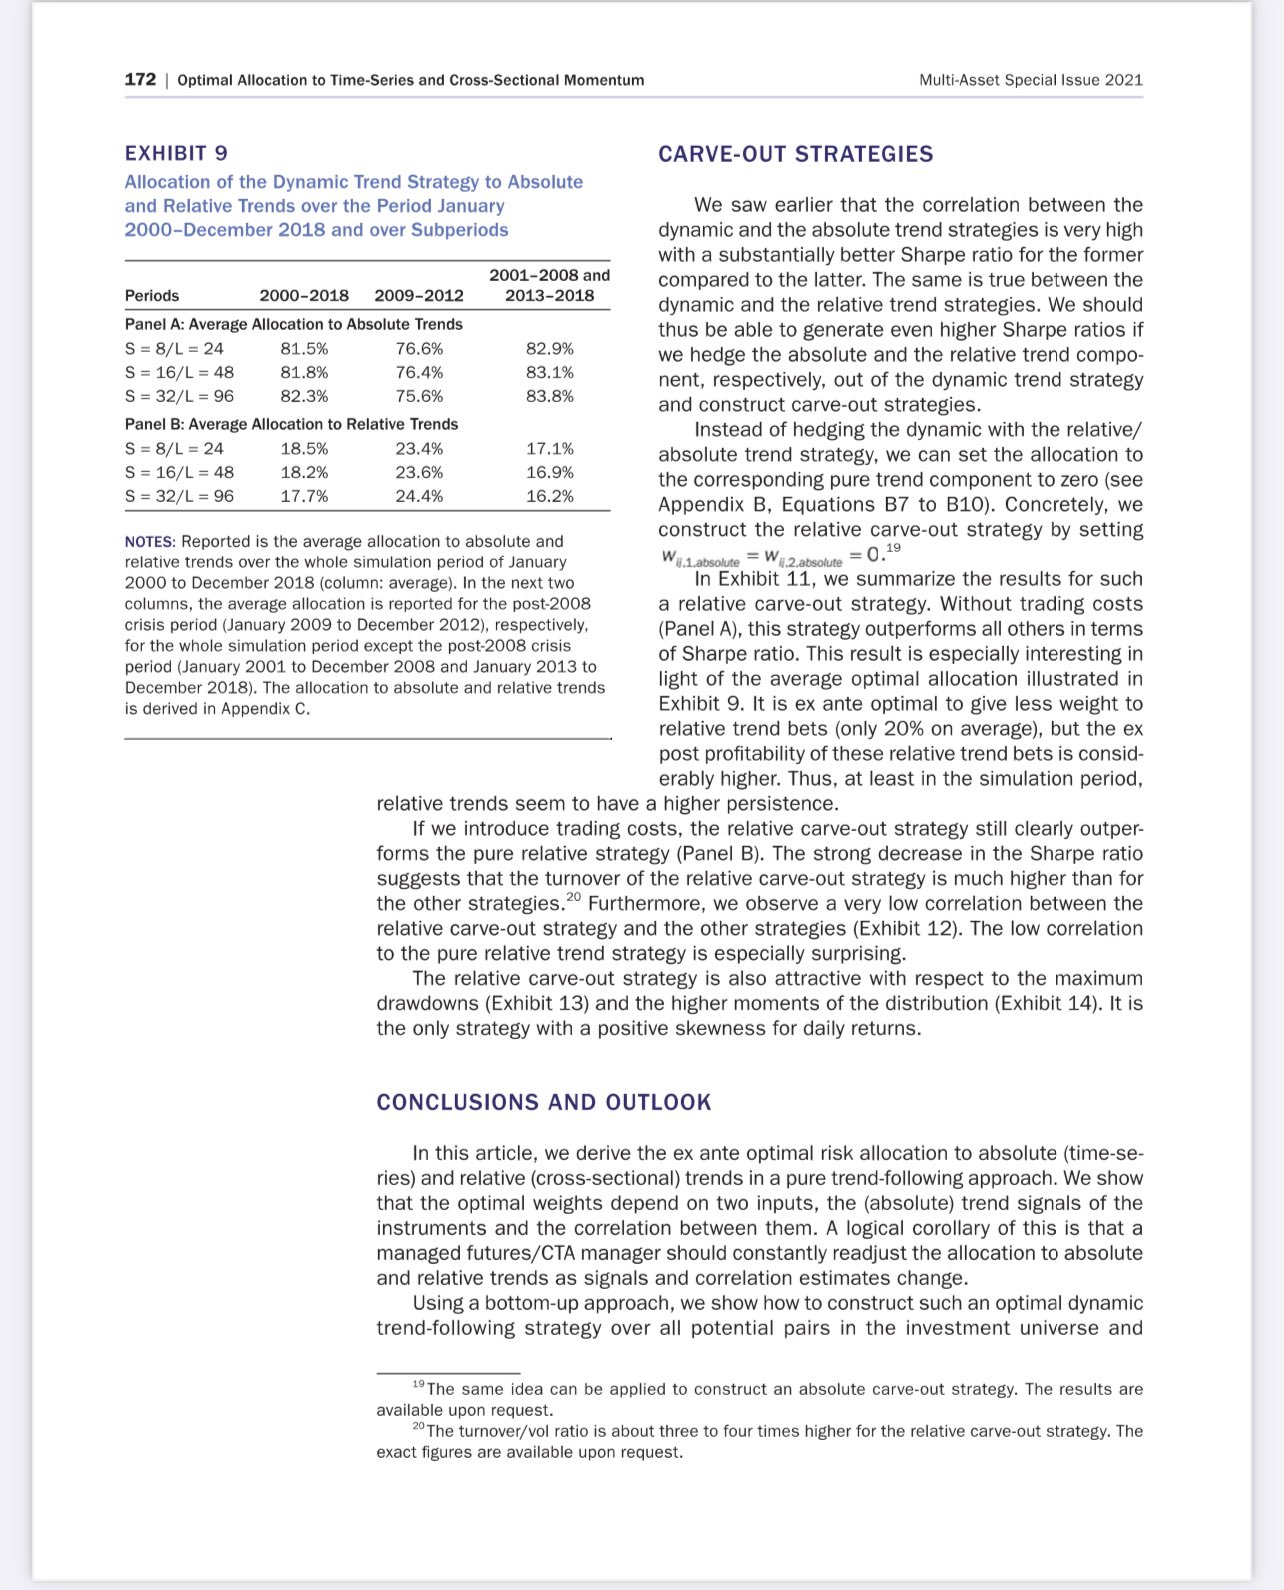 172 | Optimal Allocation to Time-Series and Cross-Sectional Momentum
Multi-Asset Special Issue 2021
EXHIBIT 9
Allocation of the Dynamic Trend Strategy to Absolute
and Relative Trends over the Period January
2000–December 2018 and over Subperiods
2001–2008 and
Periods 2000–2018 2009–2012 2013–2018
Panel A: Average Allocation to Absolute Trends
S = 8/L = 24 81.5% 76.6% 82.9%
S = 16/L = 48 81.8% 76.4% 83.1%
S = 32/L = 96 82.3% 75.6% 83.8%
Panel B: Average Allocation to Relative Trends
S = 8/L = 24 18.5% 23.4% 17.1%
S = 16/L = 48 18.2% 23.6% 16.9%
S = 32/L = 96 17.7% 24.4% 16.2%
NOTES: Reported is the average allocation to absolute and
relative trends over the whole simulation period of January
2000 to December 2018 (column: average). In the next two
columns, the average allocation is reported for the post-2008
crisis period (January 2009 to December 2012), respectively,
for the whole simulation period except the post-2008 crisis
period (January 2001 to December 2008 and January 2013 to
December 2018). The allocation to absolute and relative trends
is derived in Appendix C.
CARVE-OUT STRATEGIES
We saw earlier that the correlation between the
dynamic and the absolute trend strategies is very high
with a substantially better Sharpe ratio for the former
compared to the latter. The same is true between the
dynamic and the relative trend strategies. We should
thus be able to generate even higher Sharpe ratios if
we hedge the absolute and the relative trend compo-
nent, respectively, out of the dynamic trend strategy
and construct carve-out strategies.
Instead of hedging the dynamic with the relative/
absolute trend strategy, we can set the allocation to
the corresponding pure trend component to zero (see
Appendix B, Equations B7 to B10). Concretely, we
construct the relative carve-out strategy by setting
w_ij,1,absolute = w_ij,2,absolute = 0.¹⁹
In Exhibit 11, we summarize the results for such
a relative carve-out strategy. Without trading costs
(Panel A), this strategy outperforms all others in terms
of Sharpe ratio. This result is especially interesting in
light of the average optimal allocation illustrated in
Exhibit 9. It is ex ante optimal to give less weight to
relative trend bets (only 20% on average), but the ex
post profitability of these relative trend bets is consid-
erably higher. Thus, at least in the simulation period,
relative trends seem to have a higher persistence.
If we introduce trading costs, the relative carve-out strategy still clearly outper-
forms the pure relative strategy (Panel B). The strong decrease in the Sharpe ratio
suggests that the turnover of the relative carve-out strategy is much higher than for
the other strategies.²⁰ Furthermore, we observe a very low correlation between the
relative carve-out strategy and the other strategies (Exhibit 12). The low correlation
to the pure relative trend strategy is especially surprising.
The relative carve-out strategy is also attractive with respect to the maximum
drawdowns (Exhibit 13) and the higher moments of the distribution (Exhibit 14). It is
the only strategy with a positive skewness for daily returns.
CONCLUSIONS AND OUTLOOK
In this article, we derive the ex ante optimal risk allocation to absolute (time-se-
ries) and relative (cross-sectional) trends in a pure trend-following approach. We show
that the optimal weights depend on two inputs, the (absolute) trend signals of the
instruments and the correlation between them. A logical corollary of this is that a
managed futures/CTA manager should constantly readjust the allocation to absolute
and relative trends as signals and correlation estimates change.
Using a bottom-up approach, we show how to construct such an optimal dynamic
trend-following strategy over all potential pairs in the investment universe and
¹⁹The same idea can be applied to construct an absolute carve-out strategy. The results are
available upon request.
²⁰The turnover/vol ratio is about three to four times higher for the relative carve-out strategy. The
exact figures are available upon request.